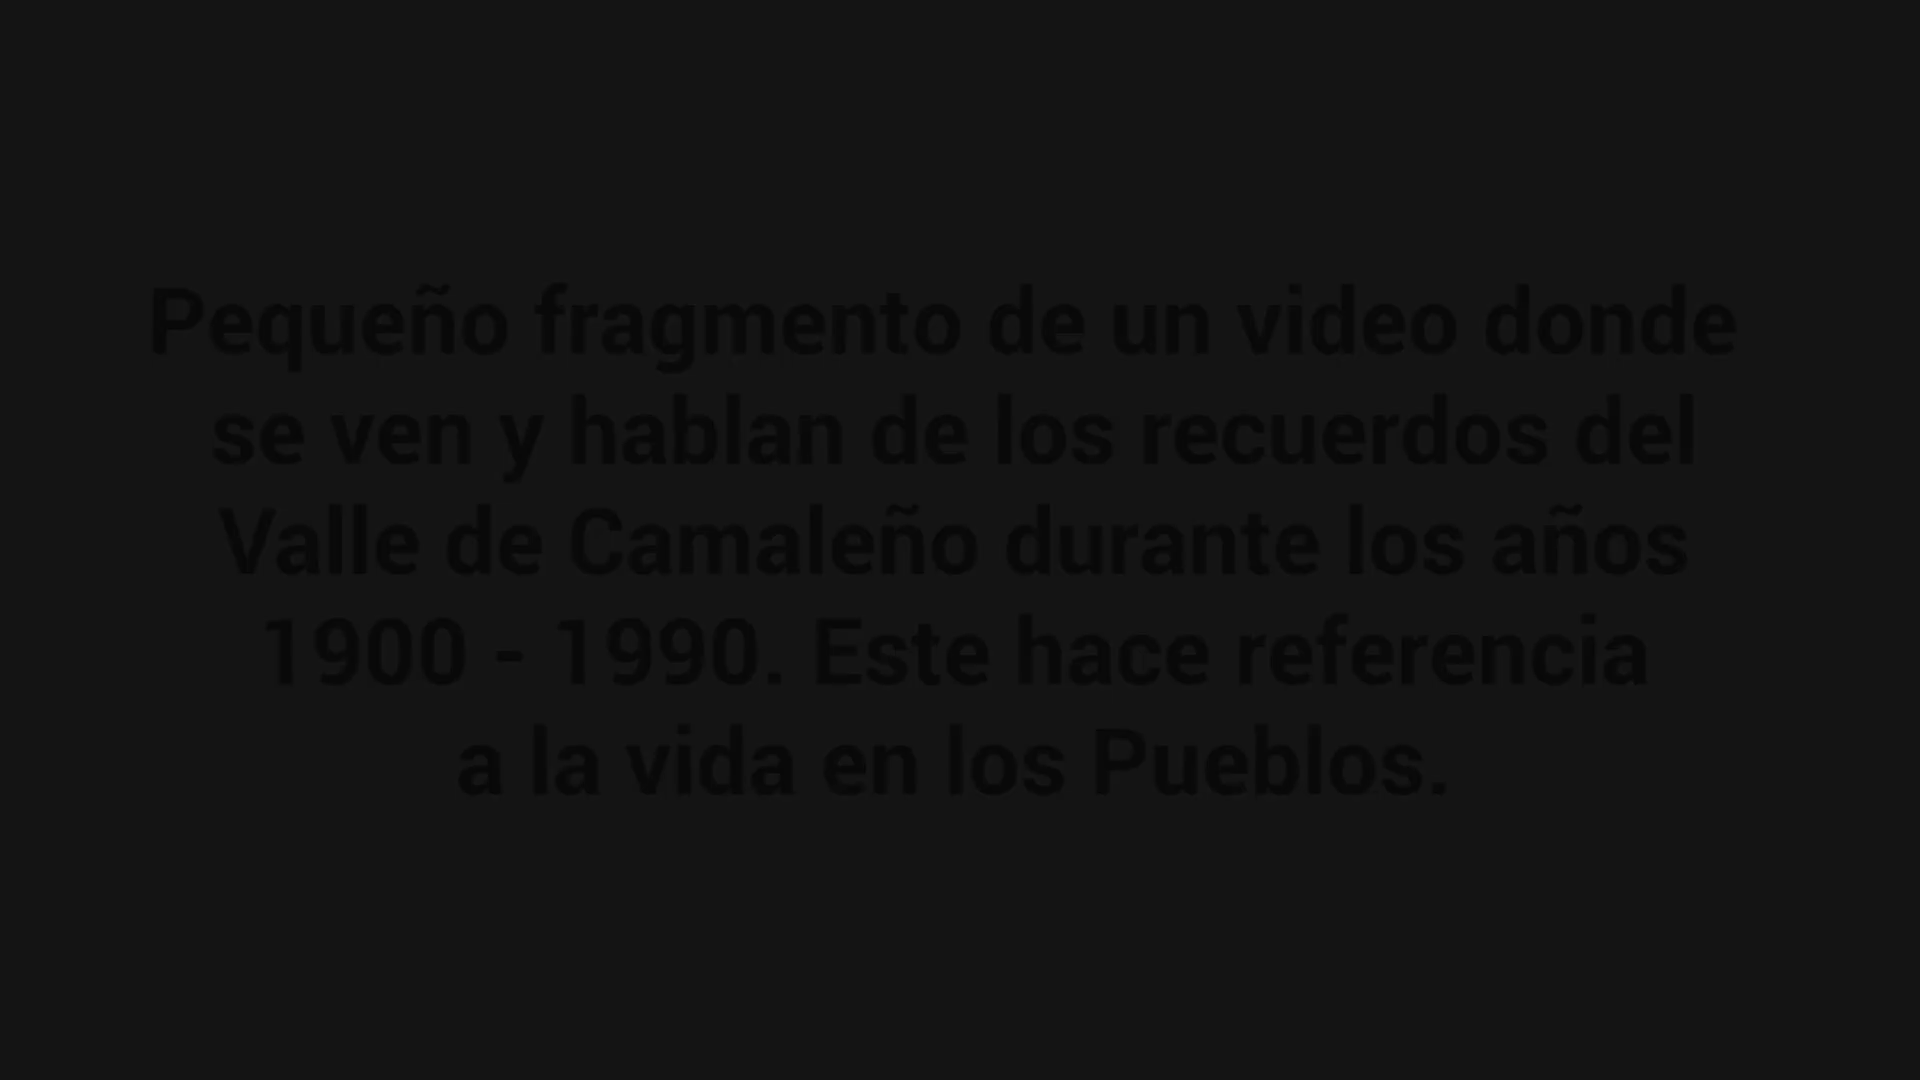 Pequeño fragmento de un video donde
se ven y hablan de los recuerdos del
Valle de Camaleño durante los años
1900 - 1990. Este hace referencia
a la vida en los Pueblos.